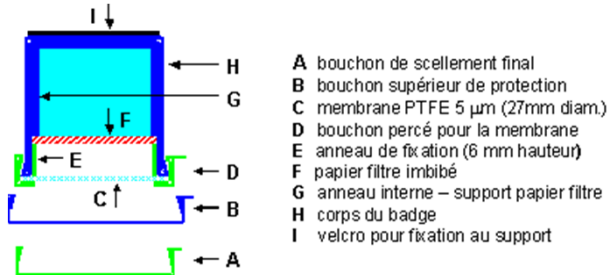 I
H
G
F
E
D
C
B
A
A bouchon de scellement final
B bouchon supérieur de protection
C membrane PTFE 5 µm (27mm diam.)
D bouchon percé pour la membrane
E anneau de fixation (6 mm hauteur)
F papier filtre imbibé
G anneau interne – support papier filtre
H corps du badge
I velcro pour fixation au support